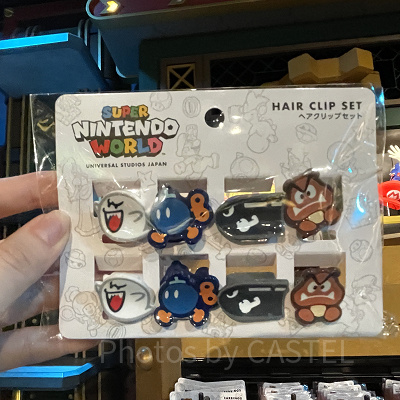 SUPER
NINTENDO
WORLD
UNIVERSAL STUDIOS JAPAN
HAIR CLIP SET
ヘアクリップセット
Photos by CASTEL